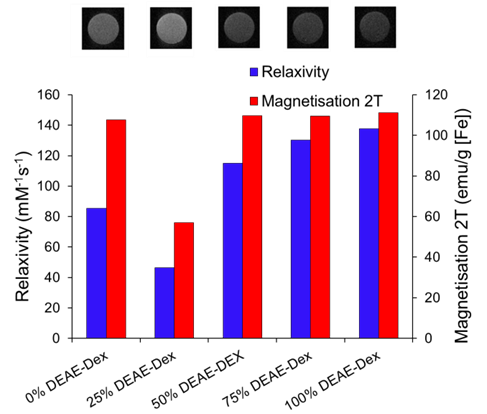 Relaxivity
Magnetisation 2T
160
140
120
100
80
60
40
20
0
Relaxivity (mM⁻¹s⁻¹)
120
100
80
60
40
20
0
Magnetisation 2T (emu/g [Fe])
0% DEAE-Dex
25% DEAE-Dex
50% DEAE-DEX
75% DEAE-Dex
100% DEAE-Dex